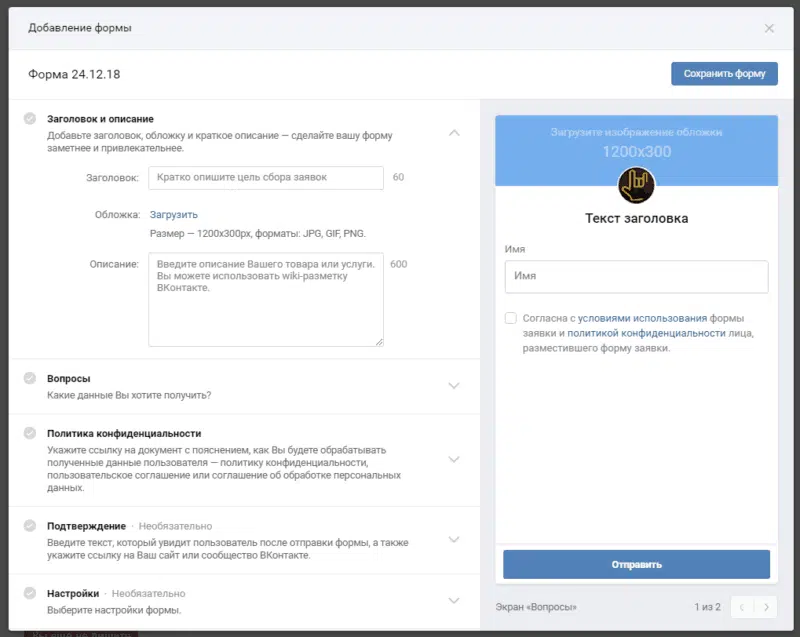 Добавление формы
Форма 24.12.18
Сохранить форму
Заголовок и описание
Добавьте заголовок, обложку и краткое описание — сделайте вашу форму
заметнее и привлекательнее.
Заголовок: Кратко опишите цель сбора заявок 60
Обложка: Загрузить
Размер — 1200x300px, форматы: JPG, GIF, PNG.
Описание: Введите описание Вашего товара или услуги. 600
Вы можете использовать wiki-разметку
ВКонтакте.
Вопросы
Какие данные Вы хотите получить?
Политика конфиденциальности
Укажите ссылку на документ с пояснением, как Вы будете обрабатывать
полученные данные пользователя — политику конфиденциальности,
пользовательское соглашение или соглашение об обработке персональных
данных.
Подтверждение · Необязательно
Введите текст, который увидит пользователь после отправки формы, а также
укажите ссылку на Ваш сайт или сообщество ВКонтакте.
Настройки · Необязательно
Выберите настройки формы.
Загрузите изображение обложки
1200x300
Текст заголовка
Имя
Имя
Согласна с условиями использования формы
заявки и политикой конфиденциальности лица,
разместившего форму заявки.
Отправить
Экран «Вопросы» 1 из 2